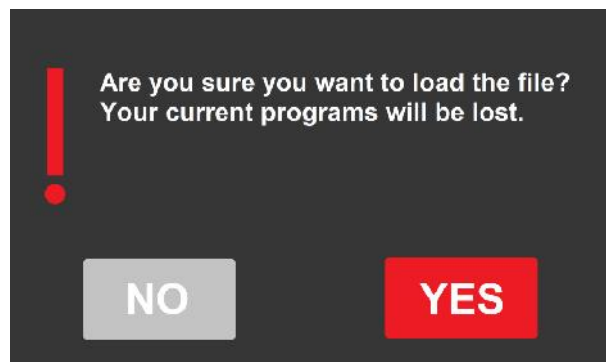 Are you sure you want to load the file?
Your current programs will be lost.
NO
YES